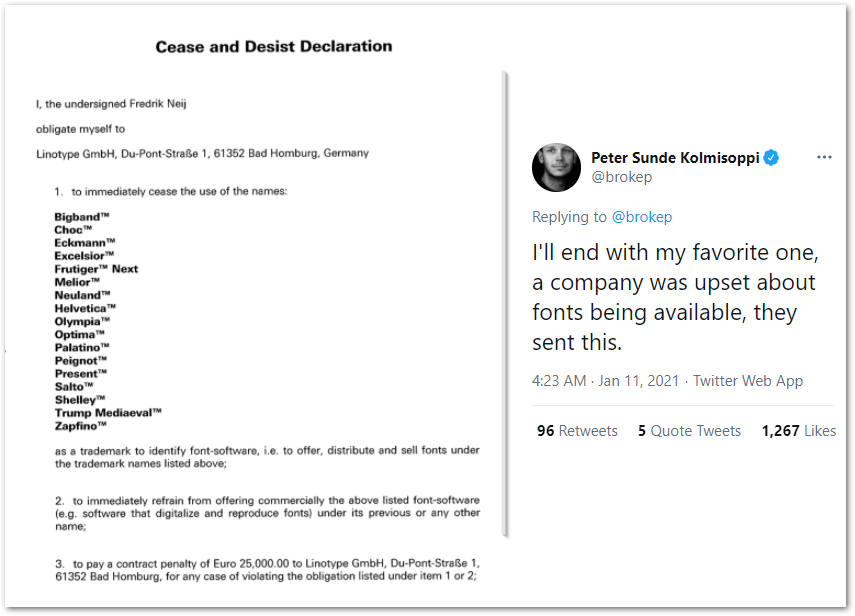 Cease and Desist Declaration
I, the undersigned Fredrik Neij
obligate myself to
Linotype GmbH, Du-Pont-Straße 1, 61352 Bad Homburg, Germany
1. to immediately cease the use of the names:
Bigband™
Choc™
Eckmann™
Excelsior™
Frutiger™ Next
Melior™
Neuland™
Helvetica™
Olympia™
Optima™
Palatino™
Peignot™
Present™
Salto™
Shelley™
Trump Mediaeval™
Zapfino™
as a trademark to identify font-software, i.e. to offer, distribute and sell fonts under
the trademark names listed above;
2. to immediately refrain from offering commercially the above listed font-software
(e.g. software that digitalize and reproduce fonts) under its previous or any other
name;
3. to pay a contract penalty of Euro 25,000.00 to Linotype GmbH, Du-Pont-Straße 1,
61352 Bad Homburg, for any case of violating the obligation listed under item 1 or 2;
Peter Sunde Kolmisoppi
@brokep
Replying to @brokep
I'll end with my favorite one,
a company was upset about
fonts being available, they
sent this.
4:23 AM · Jan 11, 2021 · Twitter Web App
96 Retweets 5 Quote Tweets 1,267 Likes